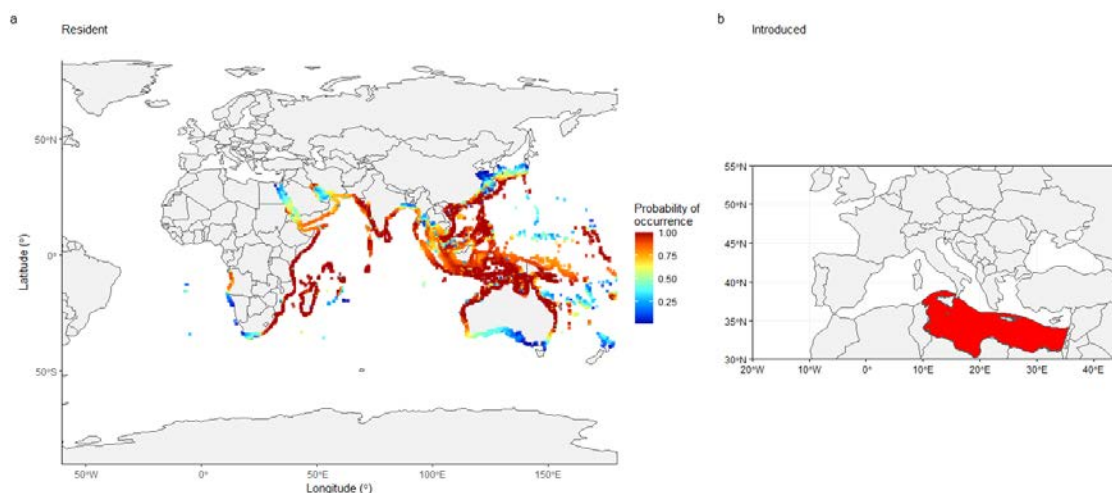 a
Resident
50°N
0°
50°S
Latitude (º)
50°W
0°
50°E
100°E
150°E
Longitude (º)
Probability of
occurrence
1.00
0.75
0.50
0.25
b
Introduced
55°N
50°N
45°N
40°N
35°N
30°N
20°W
10°W
0°
10°E
20°E
30°E
40°E